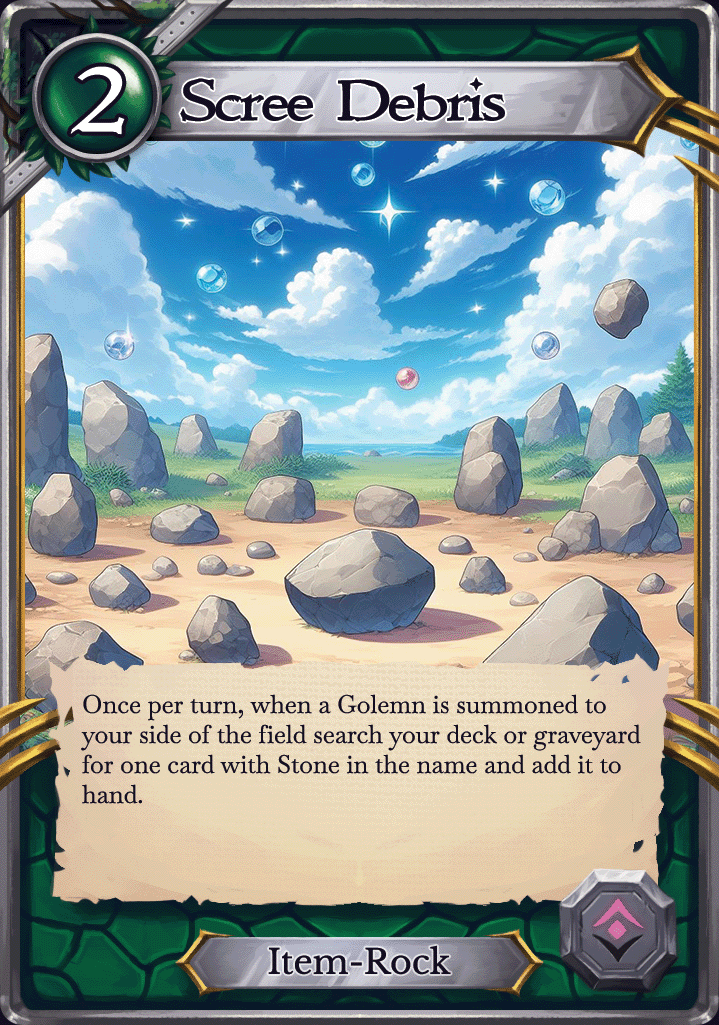 2
Scree Debris
Once per turn, when a Golemn is summoned to
your side of the field search your deck or graveyard
for one card with Stone in the name and add it to
hand.
Item-Rock